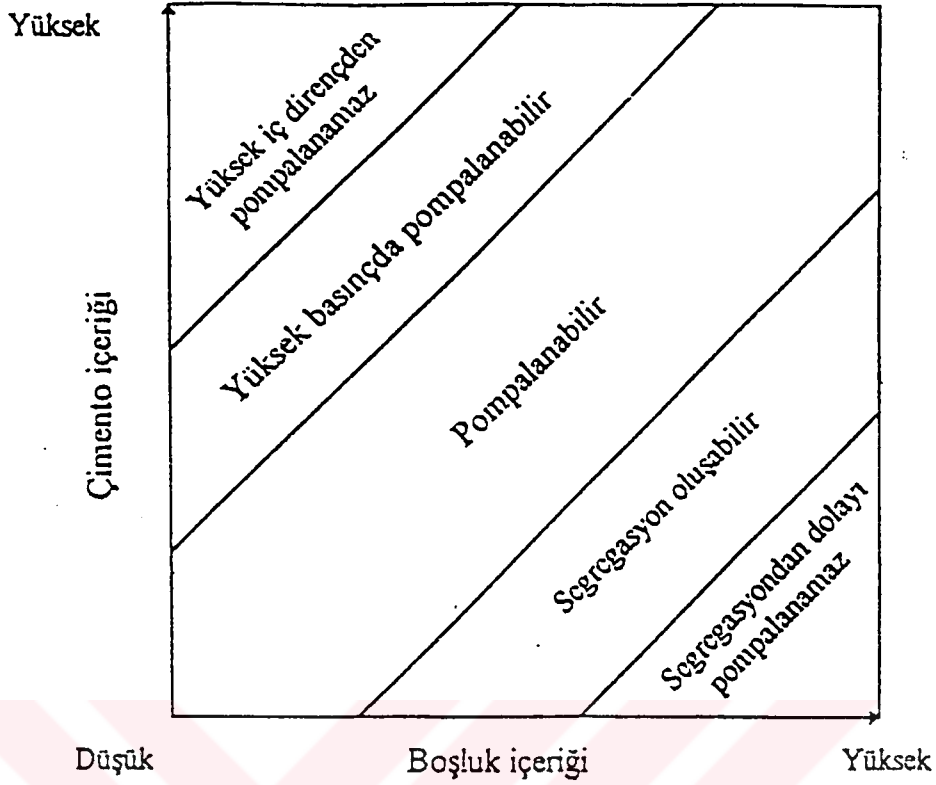 Yüksek
Yüksek iç dirençden
pompalanamaz
Yüksek basınçda pompalanabilir
Pompalanabilir
Segregasyon oluşabilir
Segregasyondan dolayı
pompalanamaz
Çimento içeriği
Düşük
Boşluk içeriği
Yüksek